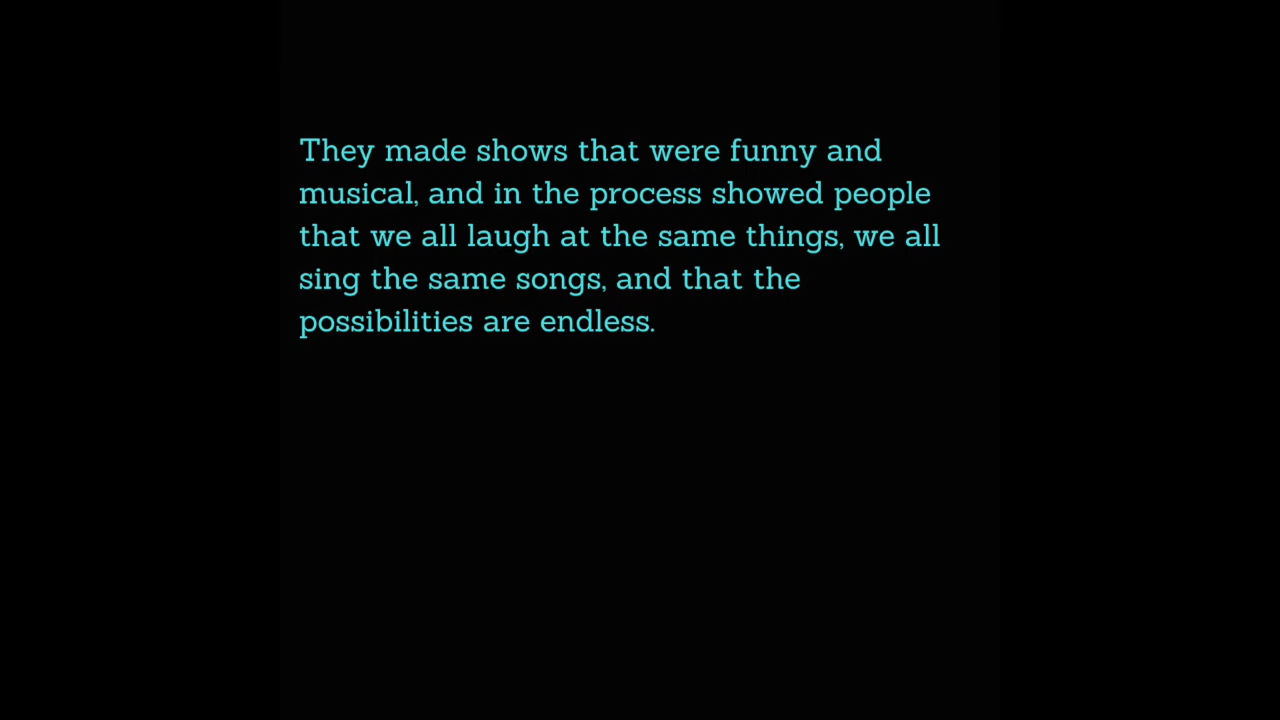 They made shows that were funny and
musical, and in the process showed people
that we all laugh at the same things, we all
sing the same songs, and that the
possibilities are endless.